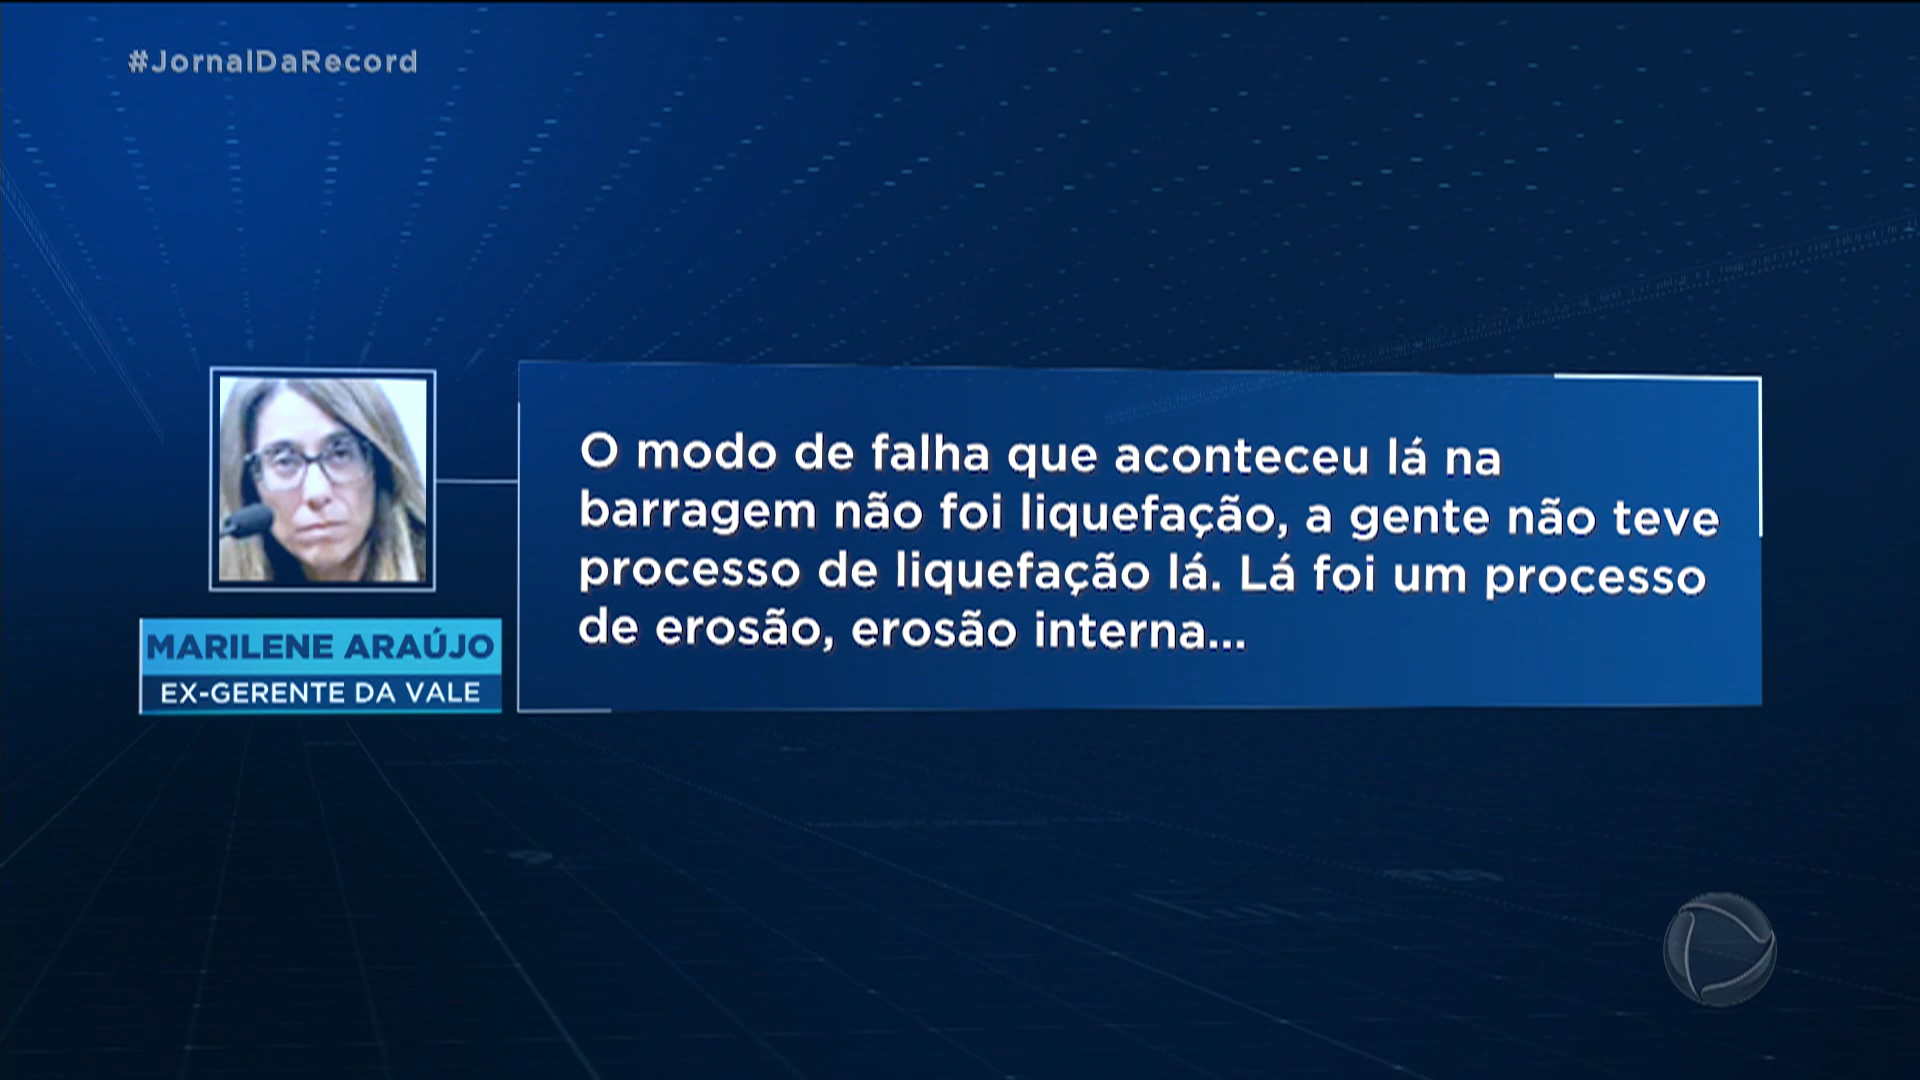 #JornalDaRecord
O modo de falha que aconteceu lá na
barragem não foi liquefação, a gente não teve
processo de liquefação lá. Lá foi um processo
de erosão, erosão interna...
MARILENE ARAÚJO
EX-GERENTE DA VALE